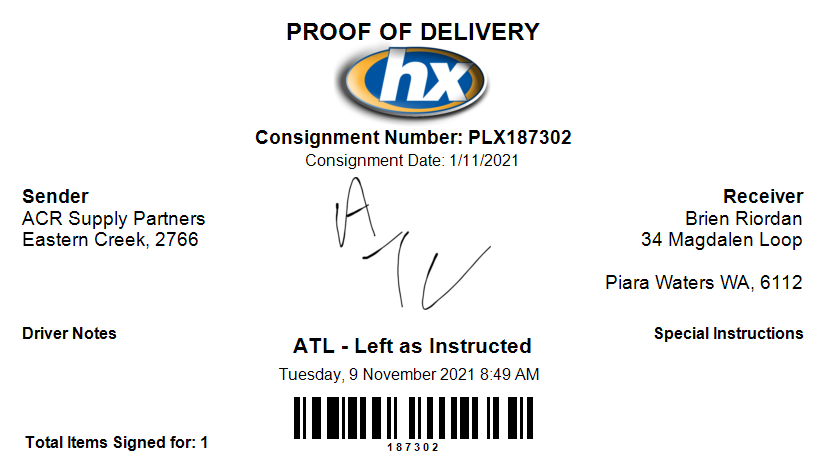 PROOF OF DELIVERY
hx
Consignment Number: PLX187302
Consignment Date: 1/11/2021
Sender
ACR Supply Partners
Eastern Creek, 2766
Receiver
Brien Riordan
34 Magdalen Loop
Piara Waters WA, 6112
Driver Notes
Special Instructions
ATL - Left as Instructed
Tuesday, 9 November 2021 8:49 AM
187302
Total Items Signed for: 1